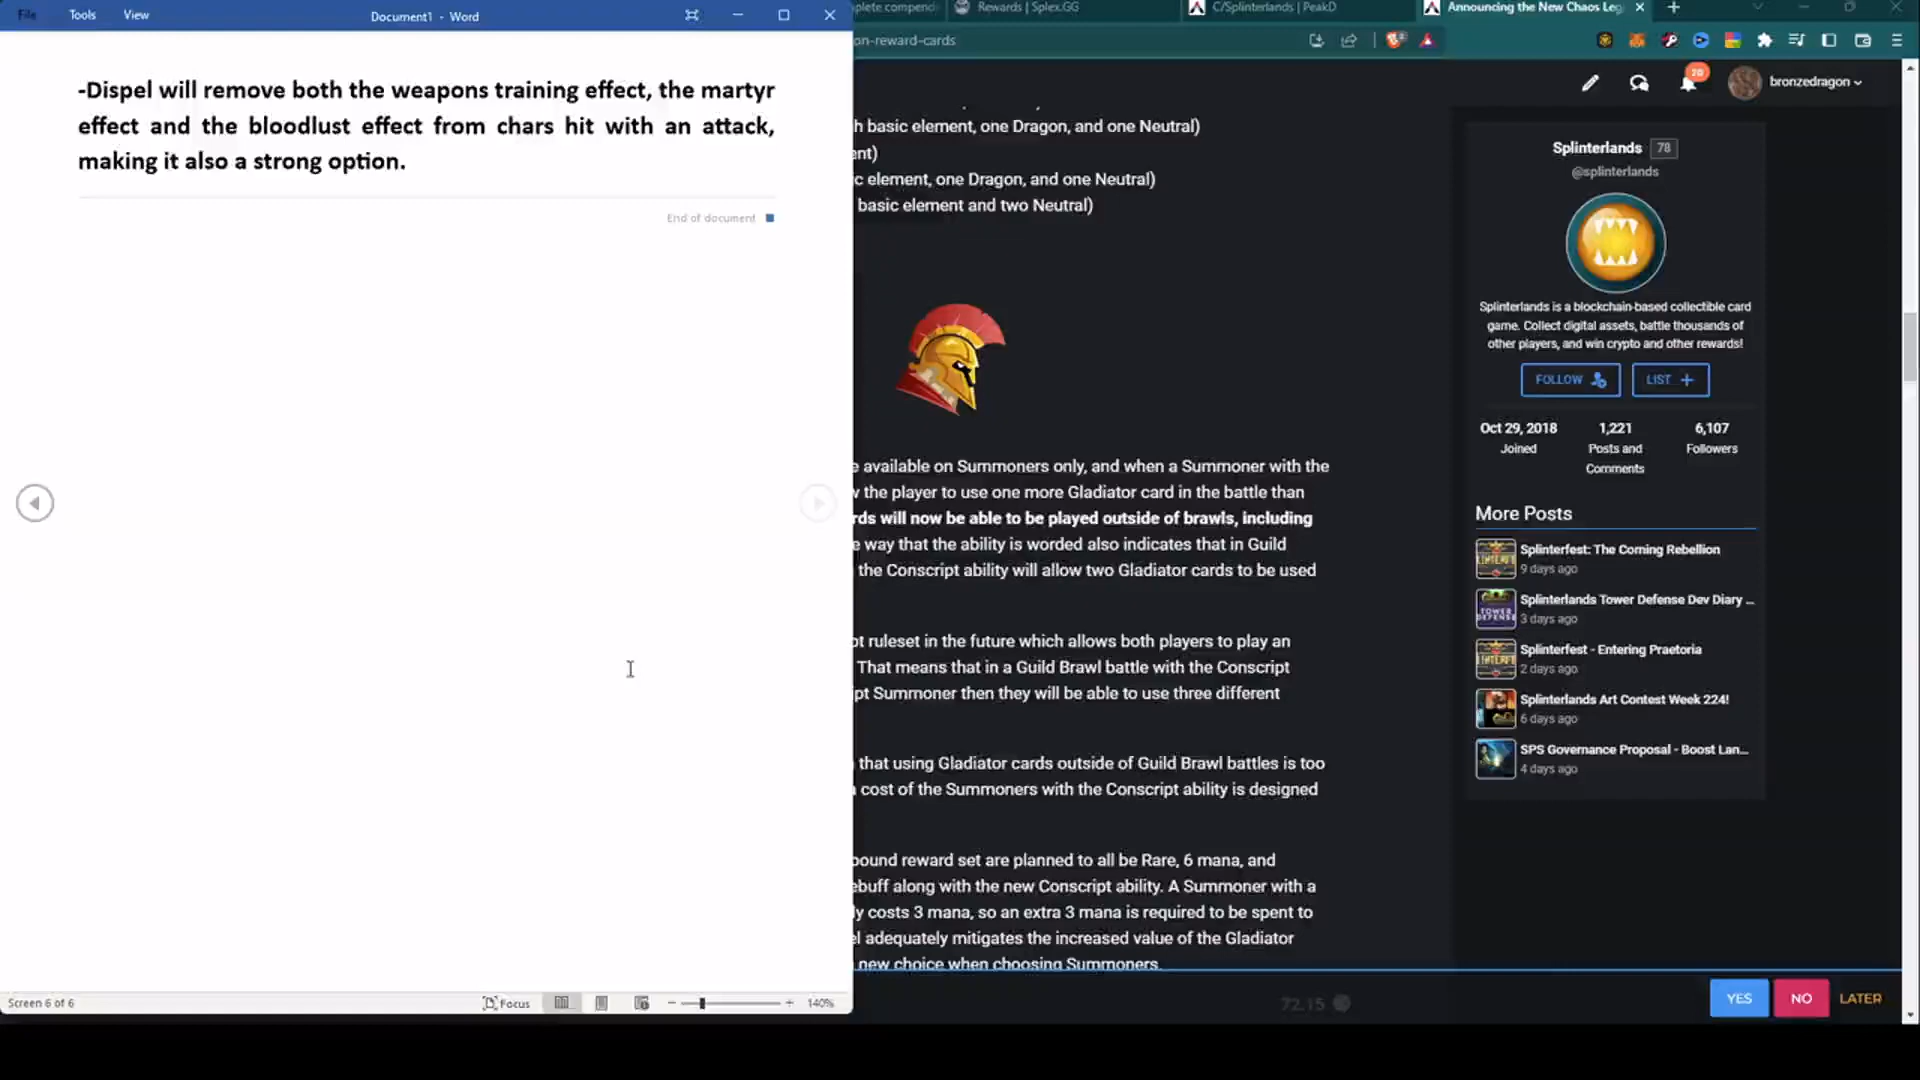 File Tools View Document1 - Word
-Dispel will remove both the weapons training effect, the martyr
effect and the bloodlust effect from chars hit with an attack,
making it also a strong option.
End of document
Screen 6 of 6
Focus
140%
plete compend
Rewards | Splex.GG
C/Splinterlands | PeakD
Announcing the New Chaos Leg
on-reward-cards
70
bronzedragon
h basic element, one Dragon, and one Neutral)
ent)
c element, one Dragon, and one Neutral)
basic element and two Neutral)
e available on Summoners only, and when a Summoner with the
w the player to use one more Gladiator card in the battle than
rds will now be able to be played outside of brawls, including
e way that the ability is worded also indicates that in Guild
the Conscript ability will allow two Gladiator cards to be used
pt ruleset in the future which allows both players to play an
That means that in a Guild Brawl battle with the Conscript
pt Summoner then they will be able to use three different
that using Gladiator cards outside of Guild Brawl battles is too
cost of the Summoners with the Conscript ability is designed
bound reward set are planned to all be Rare, 6 mana, and
ebuff along with the new Conscript ability. A Summoner with a
ly costs 3 mana, so an extra 3 mana is required to be spent to
el adequately mitigates the increased value of the Gladiator
new choice when choosing Summoners.
72.15
Splinterlands 78
@splinterlands
Splinterlands is a blockchain-based collectible card
game. Collect digital assets, battle thousands of
other players, and win crypto and other rewards!
FOLLOW
LIST
Oct 29, 2018 1,221 6,107
Joined Posts and Followers
Comments
More Posts
Splinterfest: The Coming Rebellion
9 days ago
Splinterlands Tower Defense Dev Diary ...
3 days ago
Splinterfest - Entering Praetoria
2 days ago
Splinterlands Art Contest Week 224!
6 days ago
SPS Governance Proposal - Boost Lan...
4 days ago
YES NO LATER